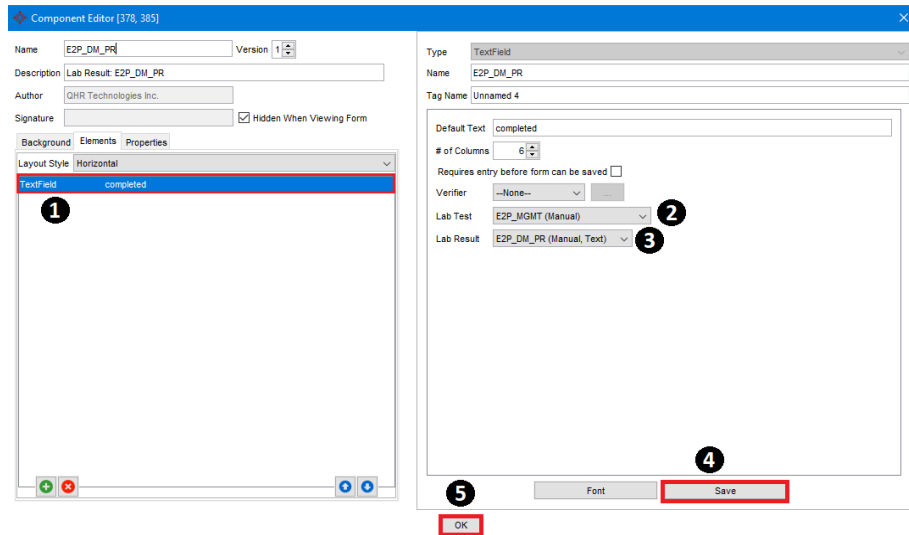 Component Editor [378, 385]
Name E2P_DM_PR Version 1
Description Lab Result: E2P_DM_PR
Author QHR Technologies Inc.
Signature Hidden When Viewing Form
Background Elements Properties
Layout Style Horizontal
TextField completed
1
Type TextField
Name E2P_DM_PR
Tag Name Unnamed 4
Default Text completed
# of Columns 6
Requires entry before form can be saved
Verifier --None-- ...
Lab Test E2P_MGMT (Manual) 2
Lab Result E2P_DM_PR (Manual, Text) 3
4
Font Save
5
OK